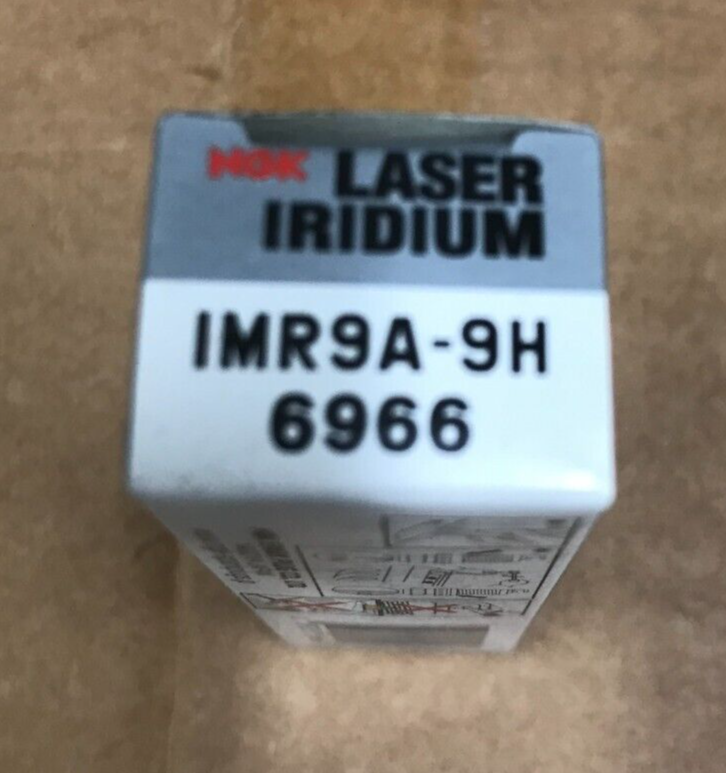 NGK LASER
IRIDIUM
IMR9A-9H
6966